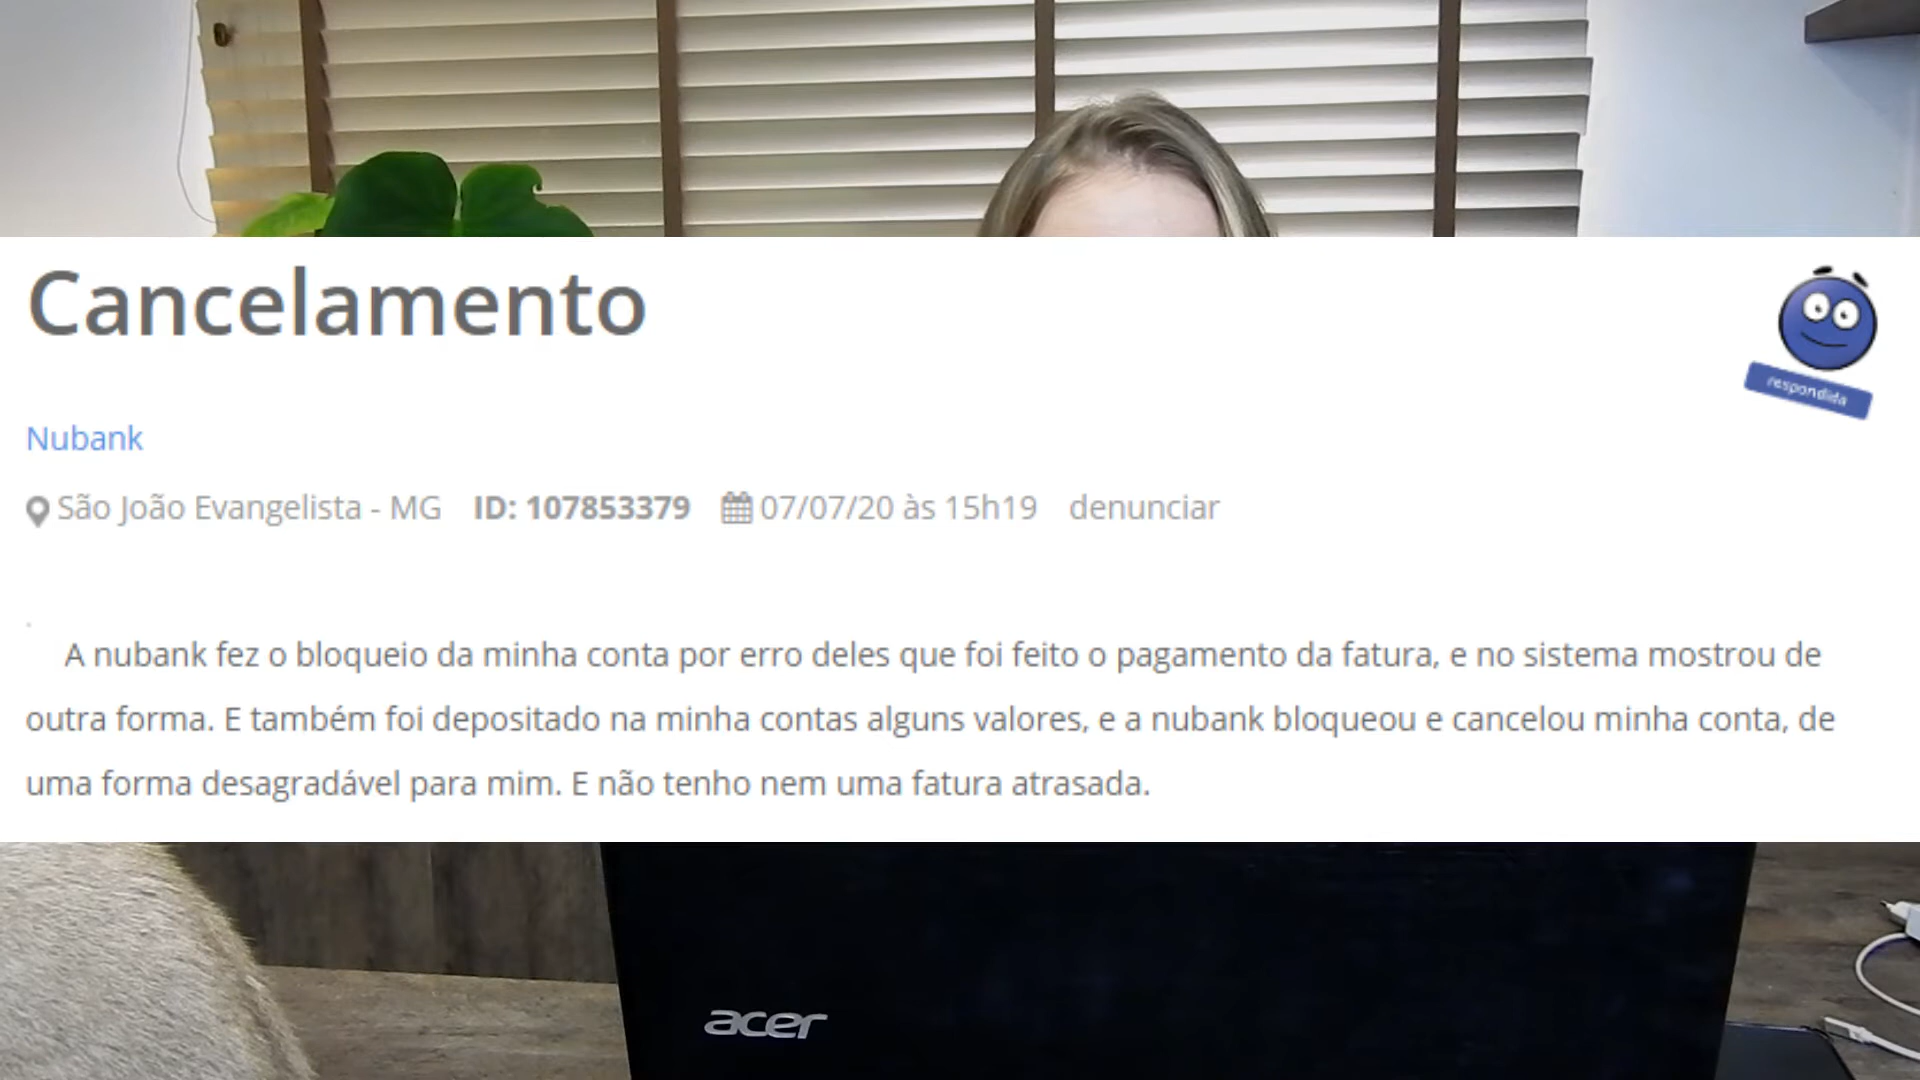 Cancelamento
respondida
Nubank
São João Evangelista - MG ID: 107853379 07/07/20 às 15h19 denunciar
A nubank fez o bloqueio da minha conta por erro deles que foi feito o pagamento da fatura, e no sistema mostrou de
outra forma. E também foi depositado na minha contas alguns valores, e a nubank bloqueou e cancelou minha conta, de
uma forma desagradável para mim. E não tenho nem uma fatura atrasada.
acer